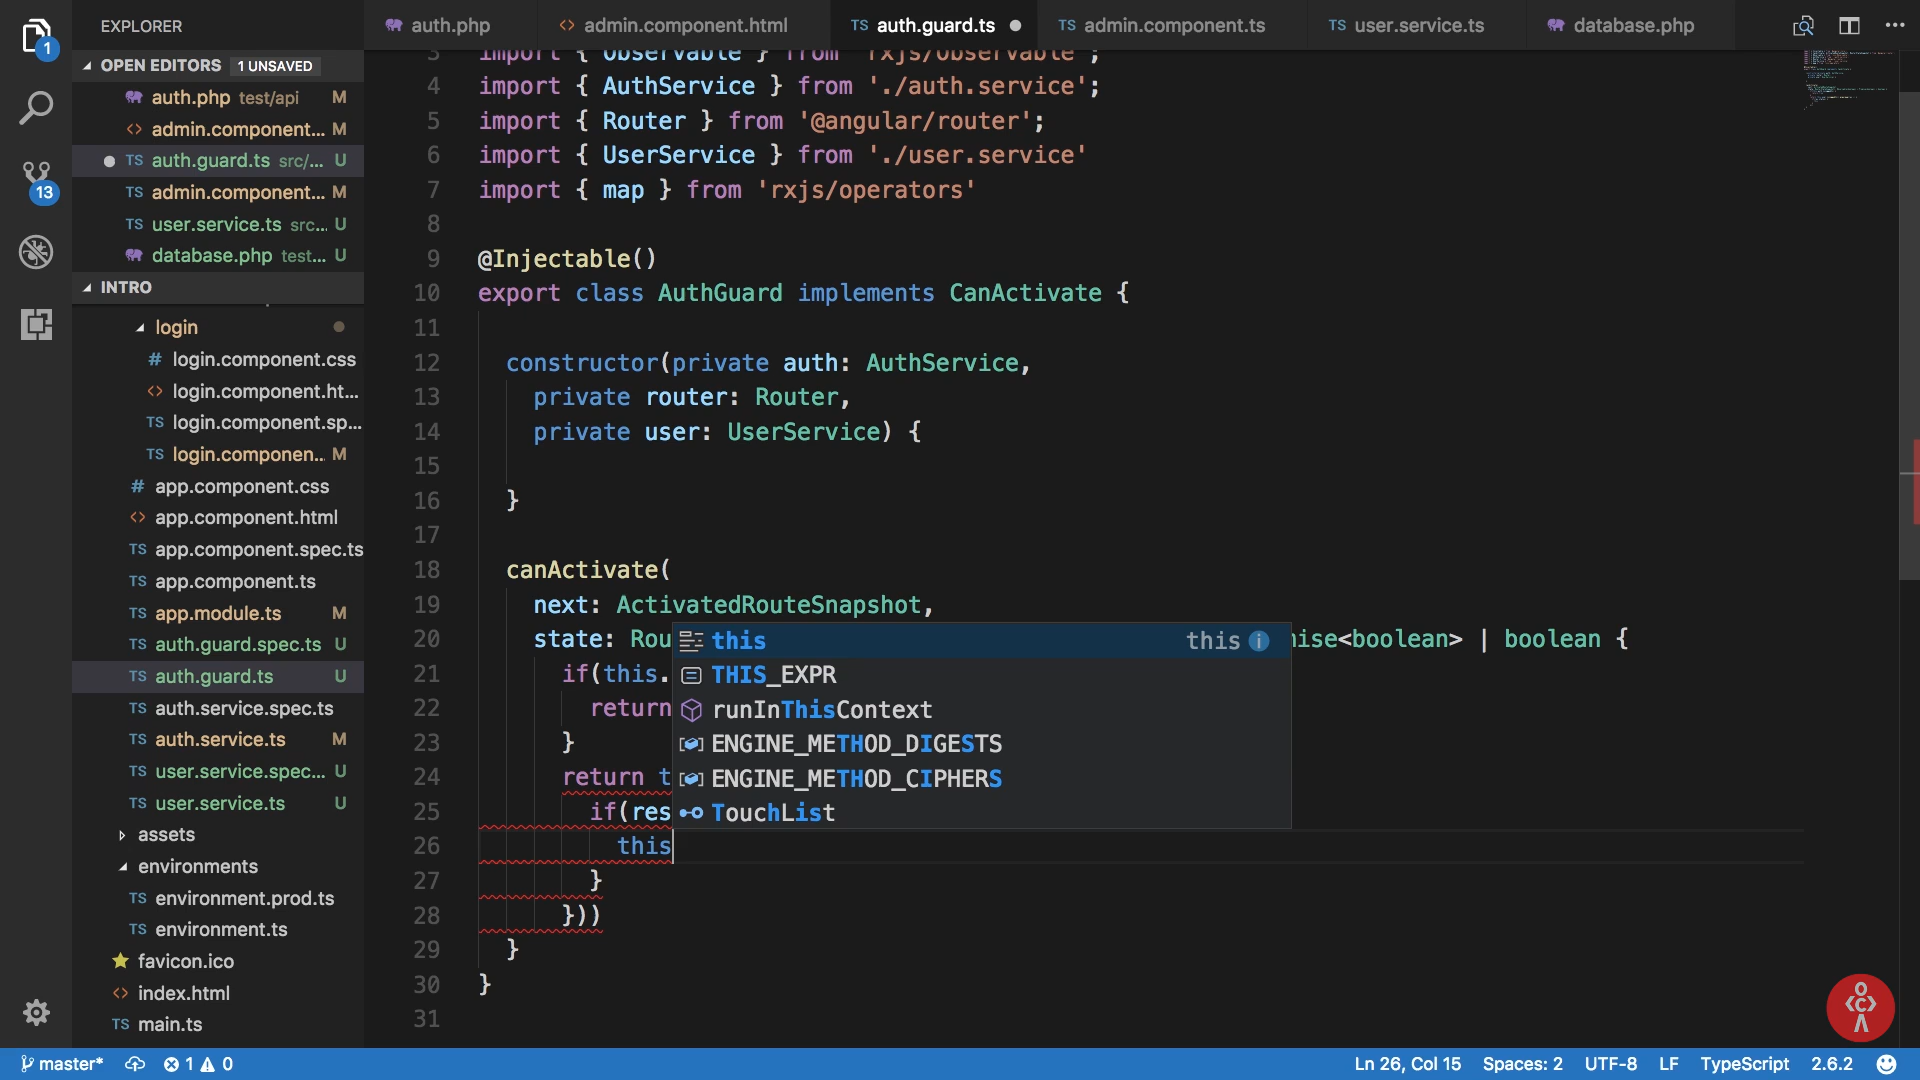 EXPLORER
auth.php
admin.component.html
TS auth.guard.ts
TS admin.component.ts
TS user.service.ts
database.php
1
OPEN EDITORS 1 UNSAVED
auth.php test/api M
<> admin.component... M
TS auth.guard.ts src/... U
TS admin.component... M
TS user.service.ts src... U
database.php test... U
13
INTRO
login
# login.component.css
<> login.component.ht...
TS login.component.sp...
TS login.componen... M
# app.component.css
<> app.component.html
TS app.component.spec.ts
TS app.component.ts
TS app.module.ts M
TS auth.guard.spec.ts U
TS auth.guard.ts U
TS auth.service.spec.ts
TS auth.service.ts M
TS user.service.spec... U
TS user.service.ts U
assets
environments
TS environment.prod.ts
TS environment.ts
favicon.ico
<> index.html
TS main.ts
3 import { Observable } from 'rxjs/Observable';
4 import { AuthService } from './auth.service';
5 import { Router } from '@angular/router';
6 import { UserService } from './user.service'
7 import { map } from 'rxjs/operators'
8
9 @Injectable()
10 export class AuthGuard implements CanActivate {
11
12 constructor(private auth: AuthService,
13 private router: Router,
14 private user: UserService) {
15
16 }
17
18 canActivate(
19 next: ActivatedRouteSnapshot,
20 state: Rou mise<boolean> | boolean {
21 if(this.
22 return
23 }
24 return t
25 if(res
26 this
27 }
28 }))
29 }
30 }
31
this this
THIS_EXPR
runInThisContext
ENGINE_METHOD_DIGESTS
ENGINE_METHOD_CIPHERS
TouchList
master* 1 0
Ln 26, Col 15 Spaces: 2 UTF-8 LF TypeScript 2.6.2